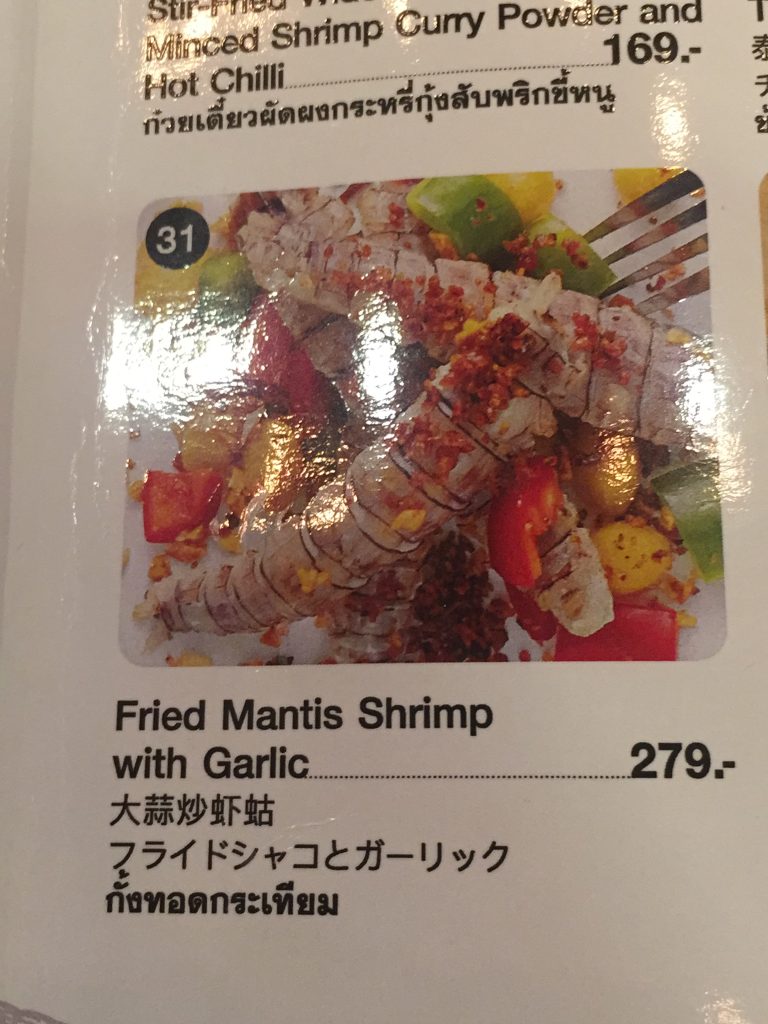 Stir-Fried
Minced Shrimp Curry Powder and
Hot Chilli 169.-
ก๋วยเตี๋ยวผัดผงกระหรี่กุ้งสับพริกขี้หนู
31
Fried Mantis Shrimp
with Garlic 279.-
大蒜炒虾蛄
フライドシャコとガーリック
กั้งทอดกระเทียม